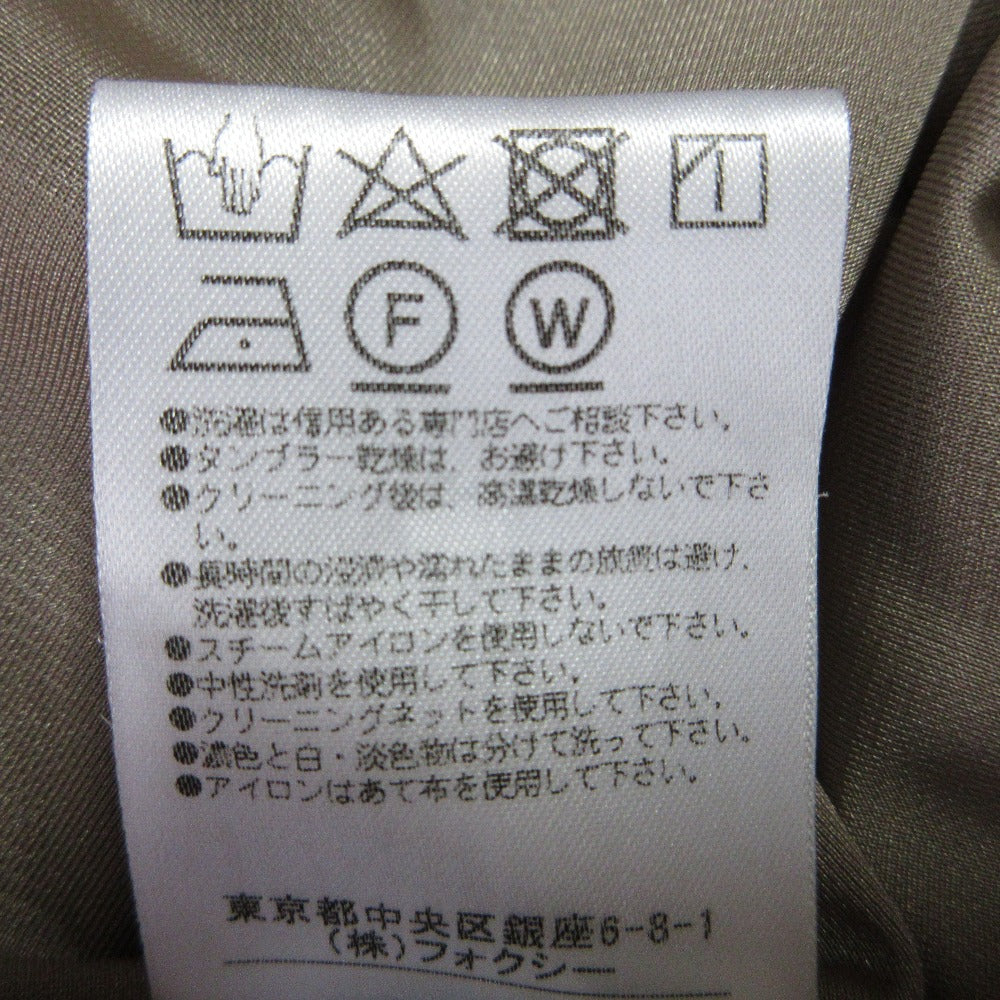 F W
●洗濯は信用ある専門店へご相談下さい。
●タンブラー乾燥は、お避け下さい。
●クリーニング後は、高温乾燥しないで下さ
い。
●長時間の浸漬や濡れたままの放置は避け、
洗濯後すばやく干して下さい。
●スチームアイロンを使用しないで下さい。
●中性洗剤を使用して下さい。
●クリーニングネットを使用して下さい。
●濃色と白・淡色物は分けて洗って下さい。
●アイロンはあて布を使用して下さい。
東京都中央区銀座6-8-1
(株)フォクシー